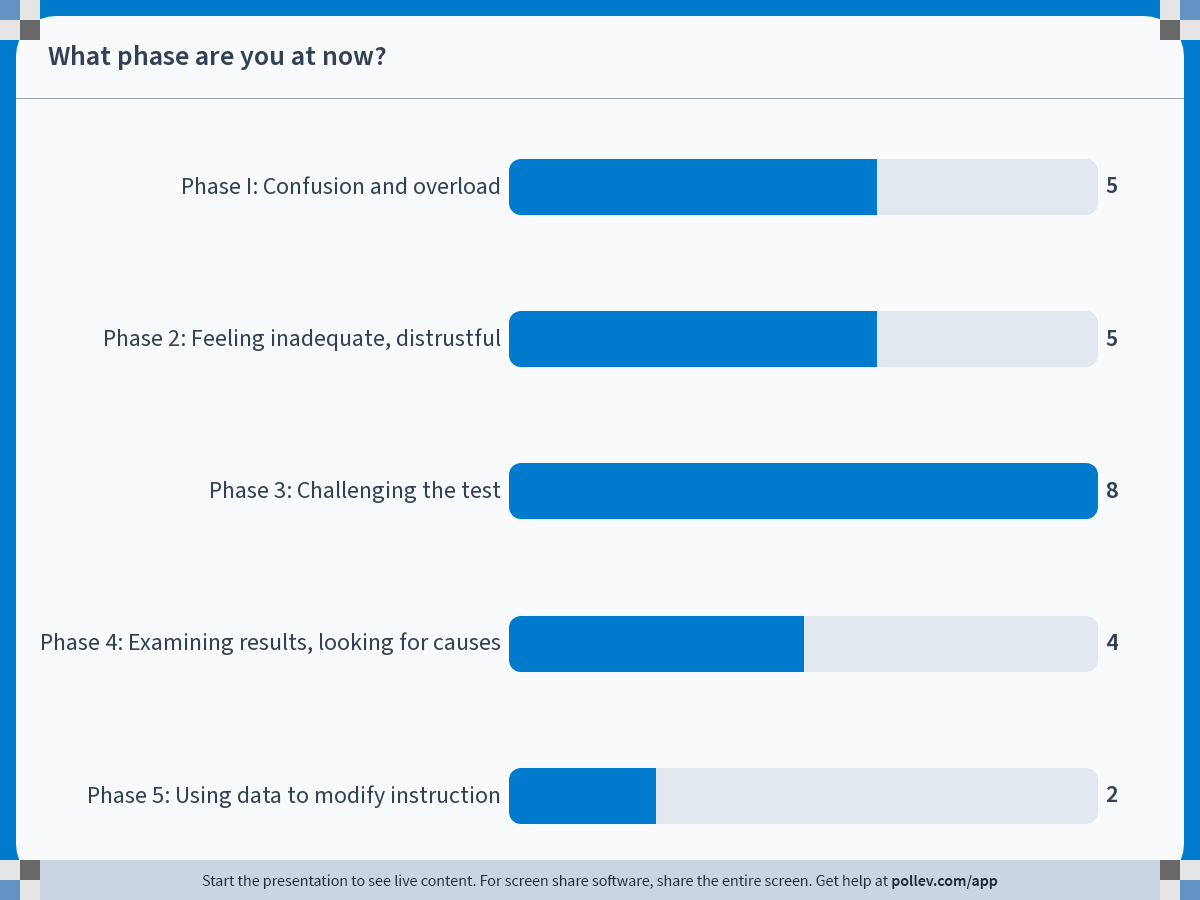 What phase are you at now?
Phase I: Confusion and overload 5
Phase 2: Feeling inadequate, distrustful 5
Phase 3: Challenging the test 8
Phase 4: Examining results, looking for causes 4
Phase 5: Using data to modify instruction 2
Start the presentation to see live content. For screen share software, share the entire screen. Get help at pollev.com/app